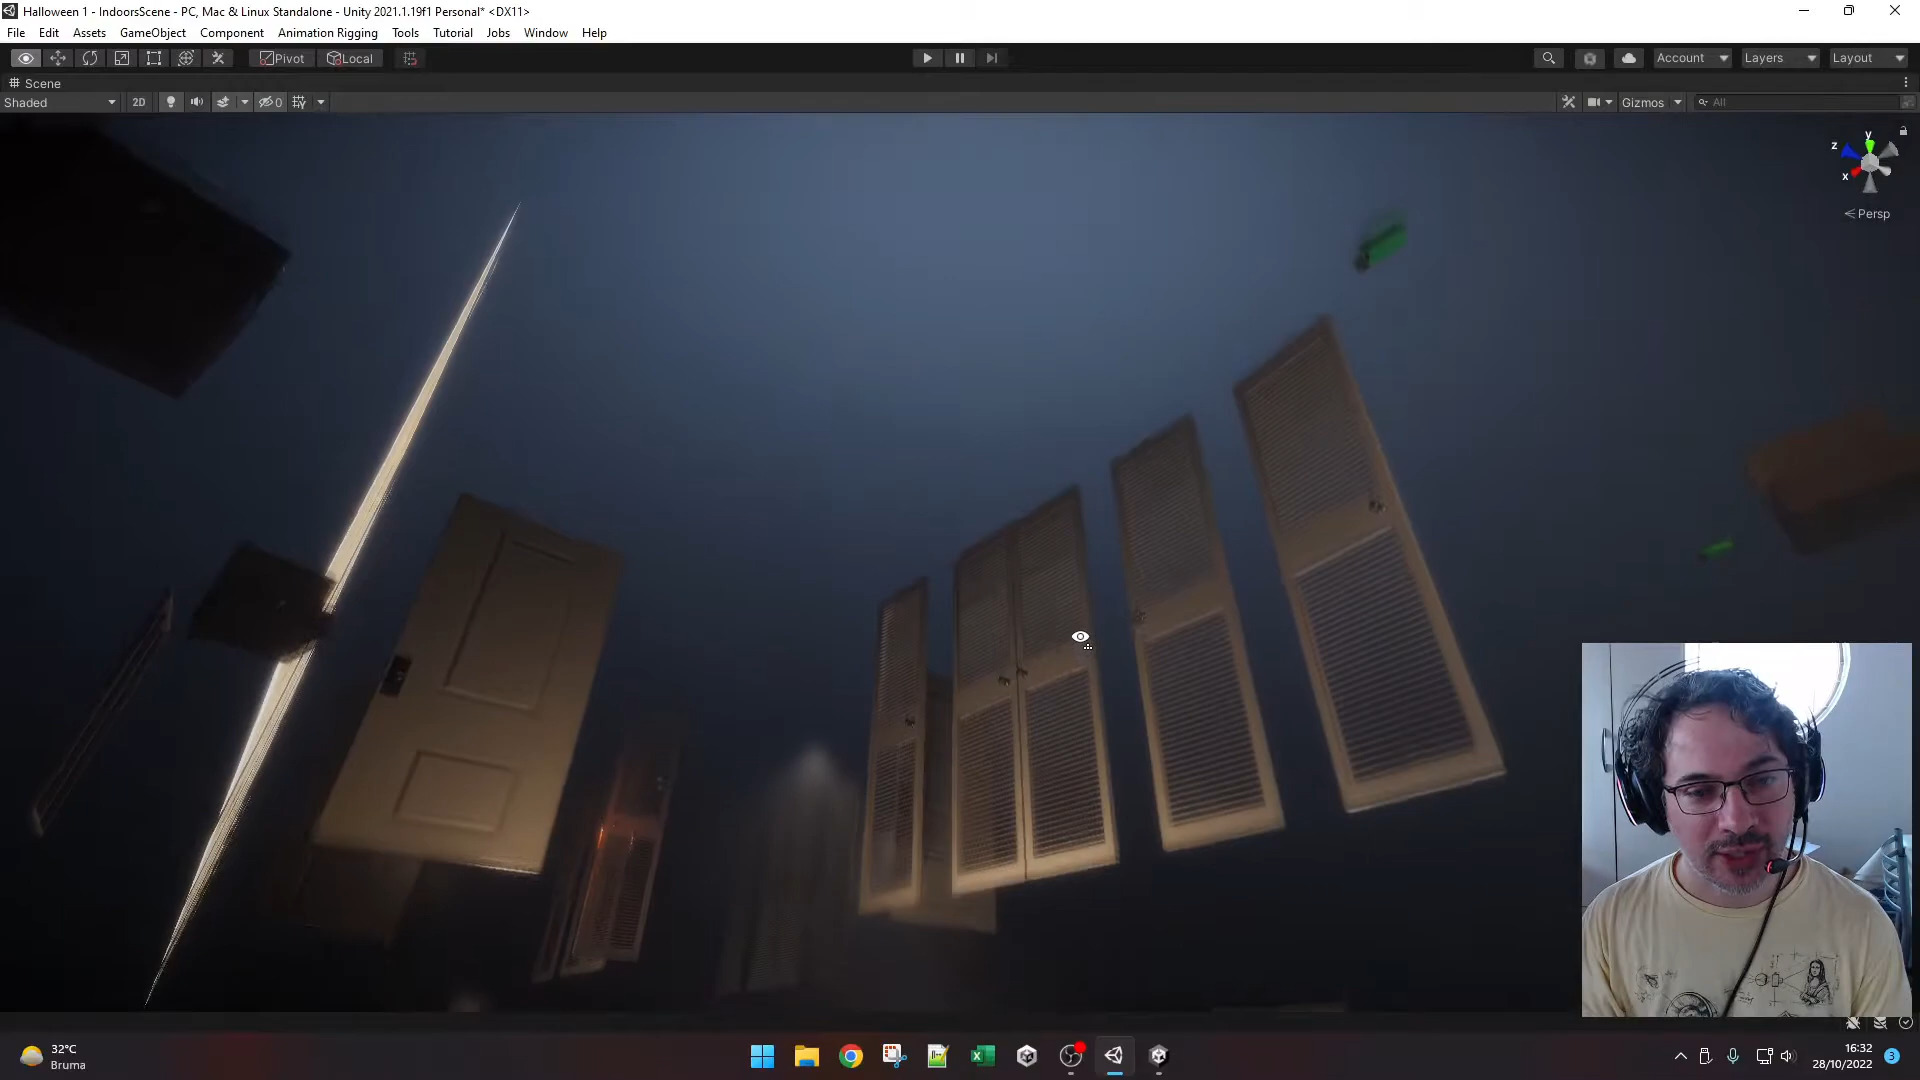 Halloween 1 - IndoorsScene - PC, Mac & Linux Standalone - Unity 2021.1.19f1 Personal* <DX11>
File Edit Assets GameObject Component Animation Rigging Tools Tutorial Jobs Window Help
Pivot Local Account Layers Layout
Scene
Shaded 2D 0 Gizmos All
y
z
x
Persp
32°C
Bruma
16:32
28/10/2022
3